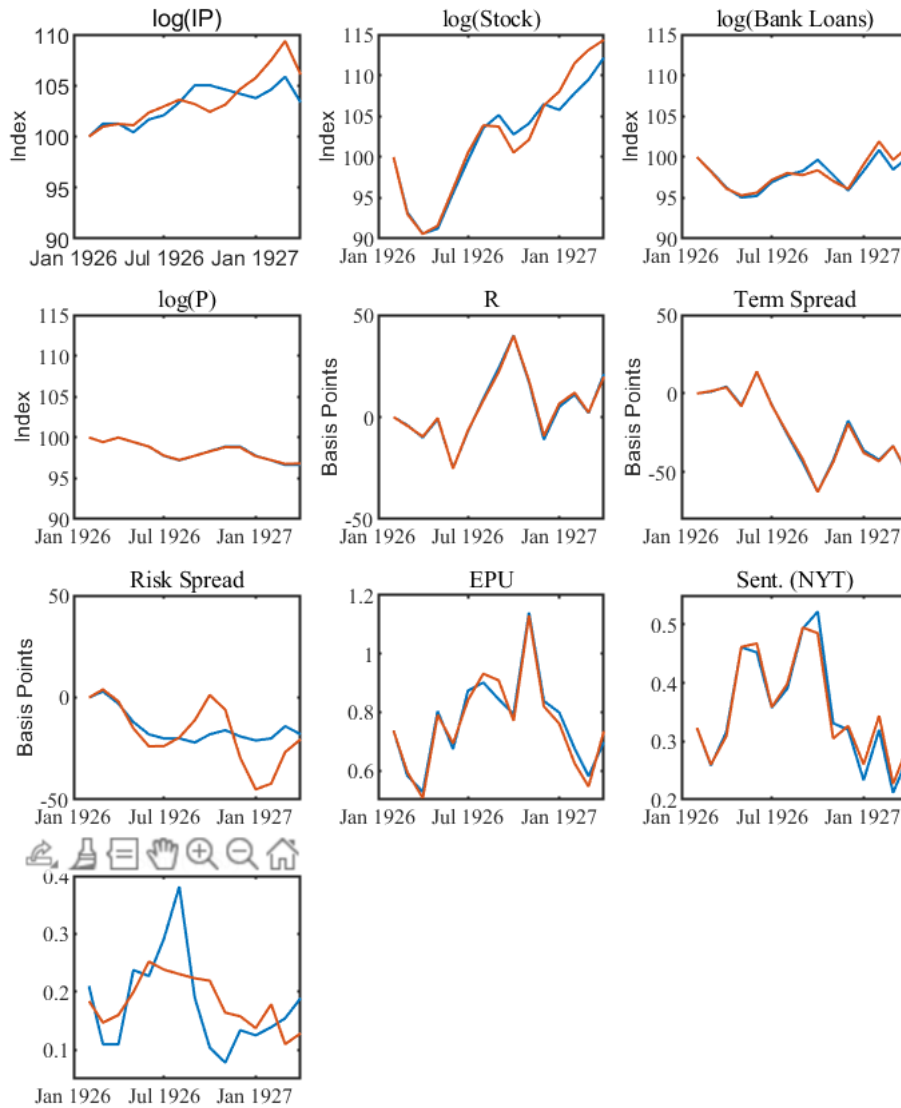 log(IP)
110
105
100
95
90
Index
Jan 1926 Jul 1926 Jan 1927
log(Stock)
115
110
105
100
95
90
Index
Jan 1926 Jul 1926 Jan 1927
log(Bank Loans)
115
110
105
100
95
90
Index
Jan 1926 Jul 1926 Jan 1927
log(P)
115
110
105
100
95
90
Index
Jan 1926 Jul 1926 Jan 1927
R
50
0
-50
Basis Points
Jan 1926 Jul 1926 Jan 1927
Term Spread
50
0
-50
Basis Points
Jan 1926 Jul 1926 Jan 1927
Risk Spread
50
0
-50
Basis Points
Jan 1926 Jul 1926 Jan 1927
EPU
1.2
1
0.8
0.6
Jan 1926 Jul 1926 Jan 1927
Sent. (NYT)
0.5
0.4
0.3
0.2
Jan 1926 Jul 1926 Jan 1927
0.4
0.3
0.2
0.1
Jan 1926 Jul 1926 Jan 1927